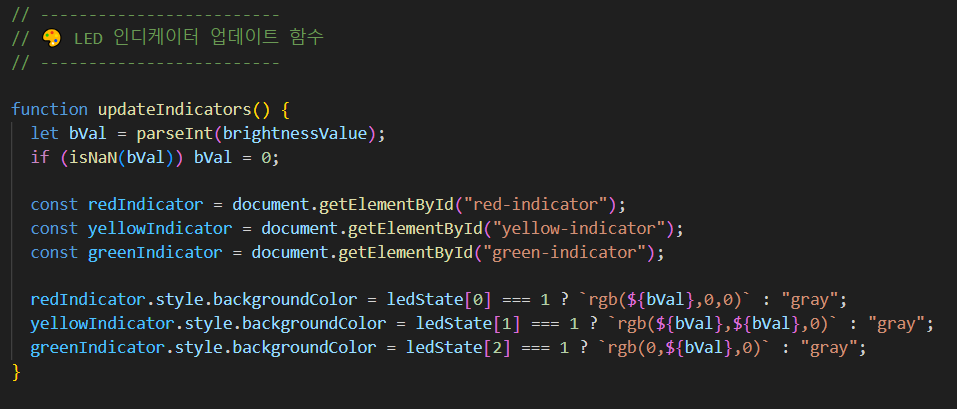 // -------------------------
// 🎨 LED 인디케이터 업데이트 함수
// -------------------------
function updateIndicators() {
let bVal = parseInt(brightnessValue);
if (isNaN(bVal)) bVal = 0;
const redIndicator = document.getElementById("red-indicator");
const yellowIndicator = document.getElementById("yellow-indicator");
const greenIndicator = document.getElementById("green-indicator");
redIndicator.style.backgroundColor = ledState[0] === 1 ? `rgb(${bVal},0,0)` : "gray";
yellowIndicator.style.backgroundColor = ledState[1] === 1 ? `rgb(${bVal},${bVal},0)` : "gray";
greenIndicator.style.backgroundColor = ledState[2] === 1 ? `rgb(0,${bVal},0)` : "gray";
}